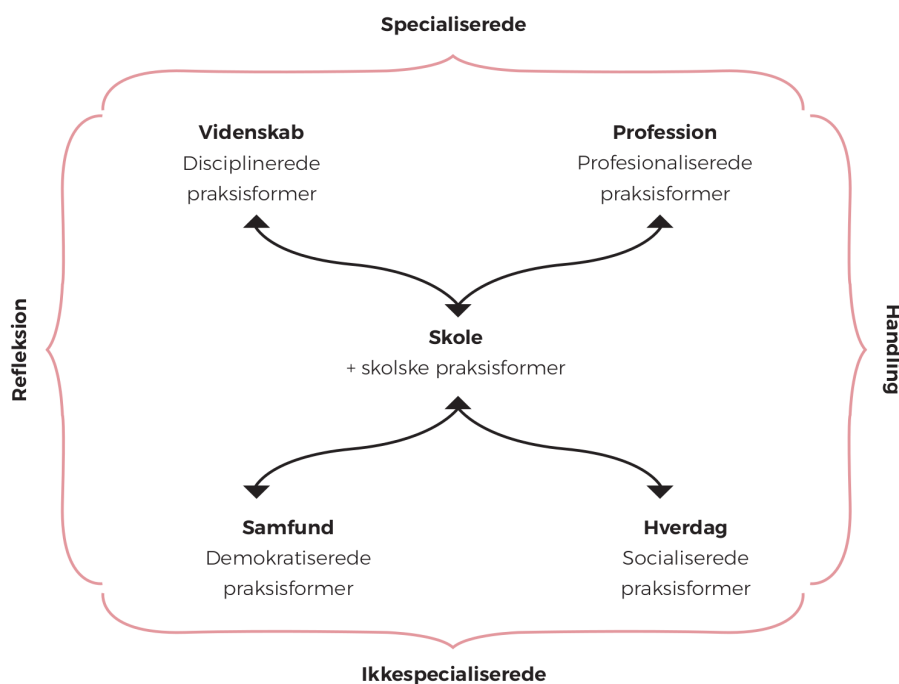 Specialiserede
Videnskab
Disciplinerede
praksisformer
Profession
Profesionaliserede
praksisformer
Refleksion
Skole
+ skolske praksisformer
Handling
Samfund
Demokratiserede
praksisformer
Hverdag
Socialiserede
praksisformer
Ikkespecialiserede